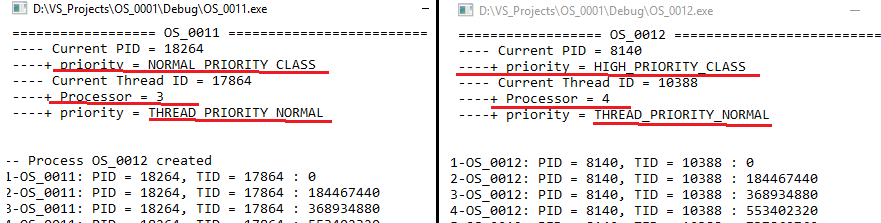 D:\VS_Projects\OS_0001\Debug\OS_0011.exe
================== OS_0011 =========================
---- Current PID = 18264
----+ priority = NORMAL_PRIORITY_CLASS
---- Current Thread ID = 17864
----+ Processor = 3
----+ priority = THREAD_PRIORITY_NORMAL
-- Process OS_0012 created
1-OS_0011: PID = 18264, TID = 17864 : 0
2-OS_0011: PID = 18264, TID = 17864 : 184467440
3-OS_0011: PID = 18264, TID = 17864 : 368934880
4-OS_0011: PID = 18264, TID = 17864 : 553402320
D:\VS_Projects\OS_0001\Debug\OS_0012.exe
================== OS_0012 =========================
---- Current PID = 8140
----+ priority = HIGH_PRIORITY_CLASS
---- Current Thread ID = 10388
----+ Processor = 4
----+ priority = THREAD_PRIORITY_NORMAL
1-OS_0012: PID = 8140, TID = 10388 : 0
2-OS_0012: PID = 8140, TID = 10388 : 184467440
3-OS_0012: PID = 8140, TID = 10388 : 368934880
4-OS_0012: PID = 8140, TID = 10388 : 553402320